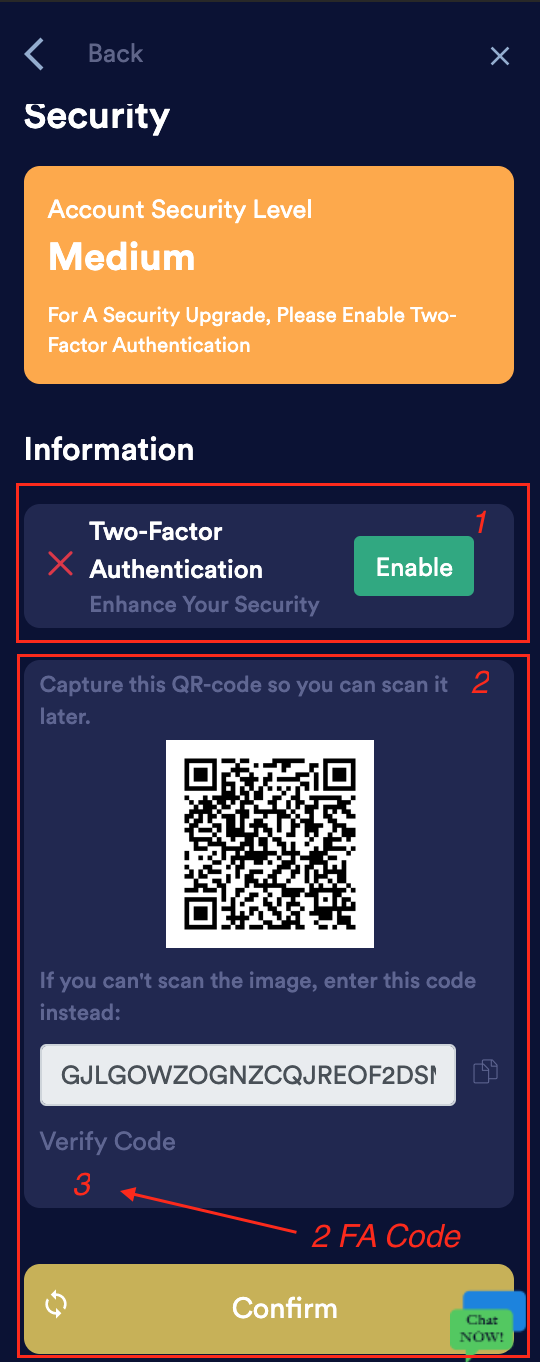 Back
Security
Account Security Level
Medium
For A Security Upgrade, Please Enable Two-
Factor Authentication
Information
1
Two-Factor
Authentication
Enable
Enhance Your Security
2
Capture this QR-code so you can scan it
later.
If you can't scan the image, enter this code
instead:
GJLGOWZOGNZCQJREOF2DS
Verify Code
3
2 FA Code
Confirm
Chat
NOW!